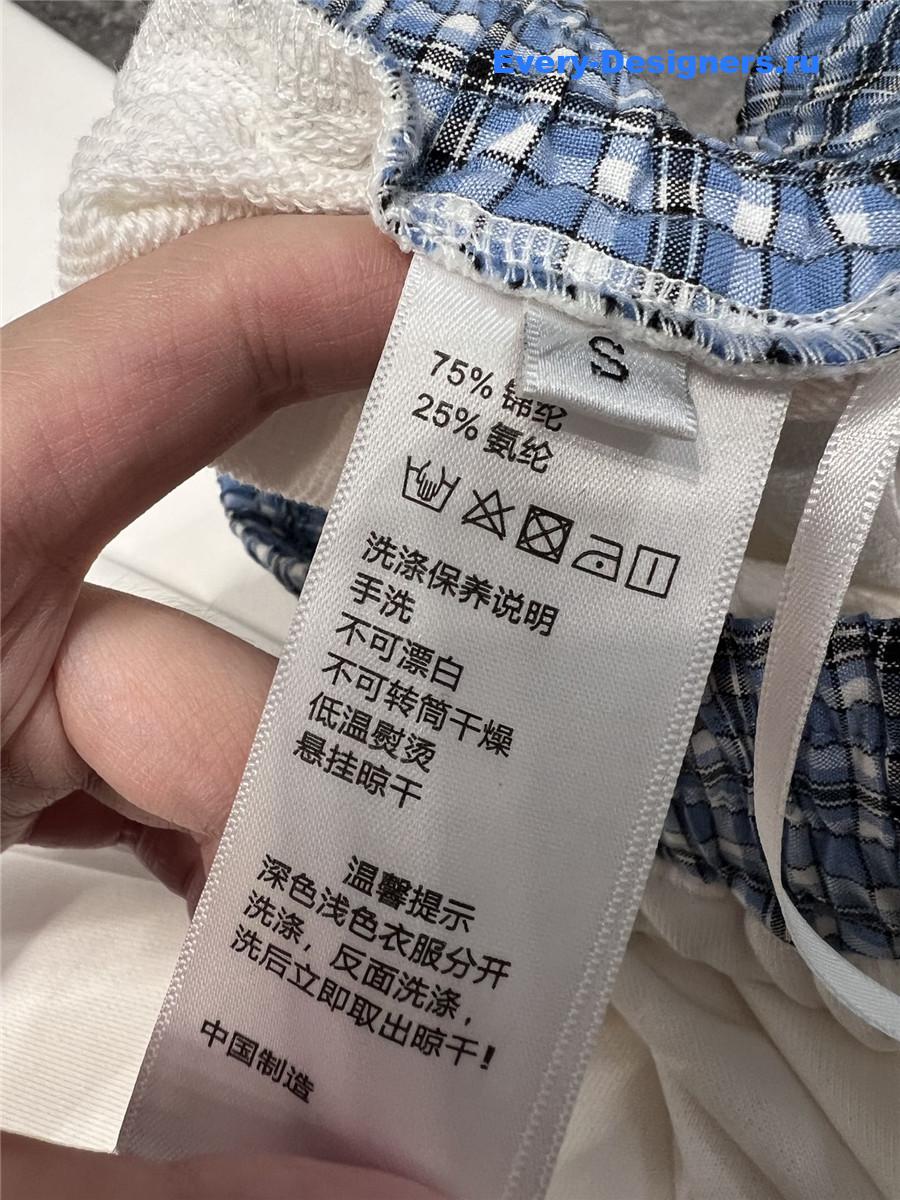 Every-Designers.ru
S
75% 锦纶
25% 氨纶
洗涤保养说明
手洗
不可漂白
不可转筒干燥
低温熨烫
悬挂晾干
温馨提示
深色浅色衣服分开
洗涤，反面洗涤，
洗后立即取出晾干！
中国制造